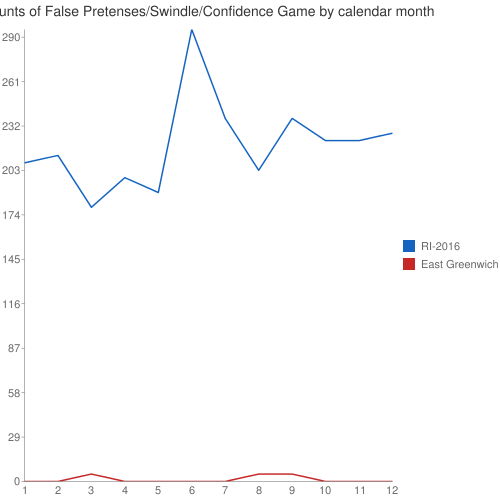 unts of False Pretenses/Swindle/Confidence Game by calendar month
290
261
232
203
174
145
116
87
58
29
0
1 2 3 4 5 6 7 8 9 10 11 12
RI-2016
East Greenwich